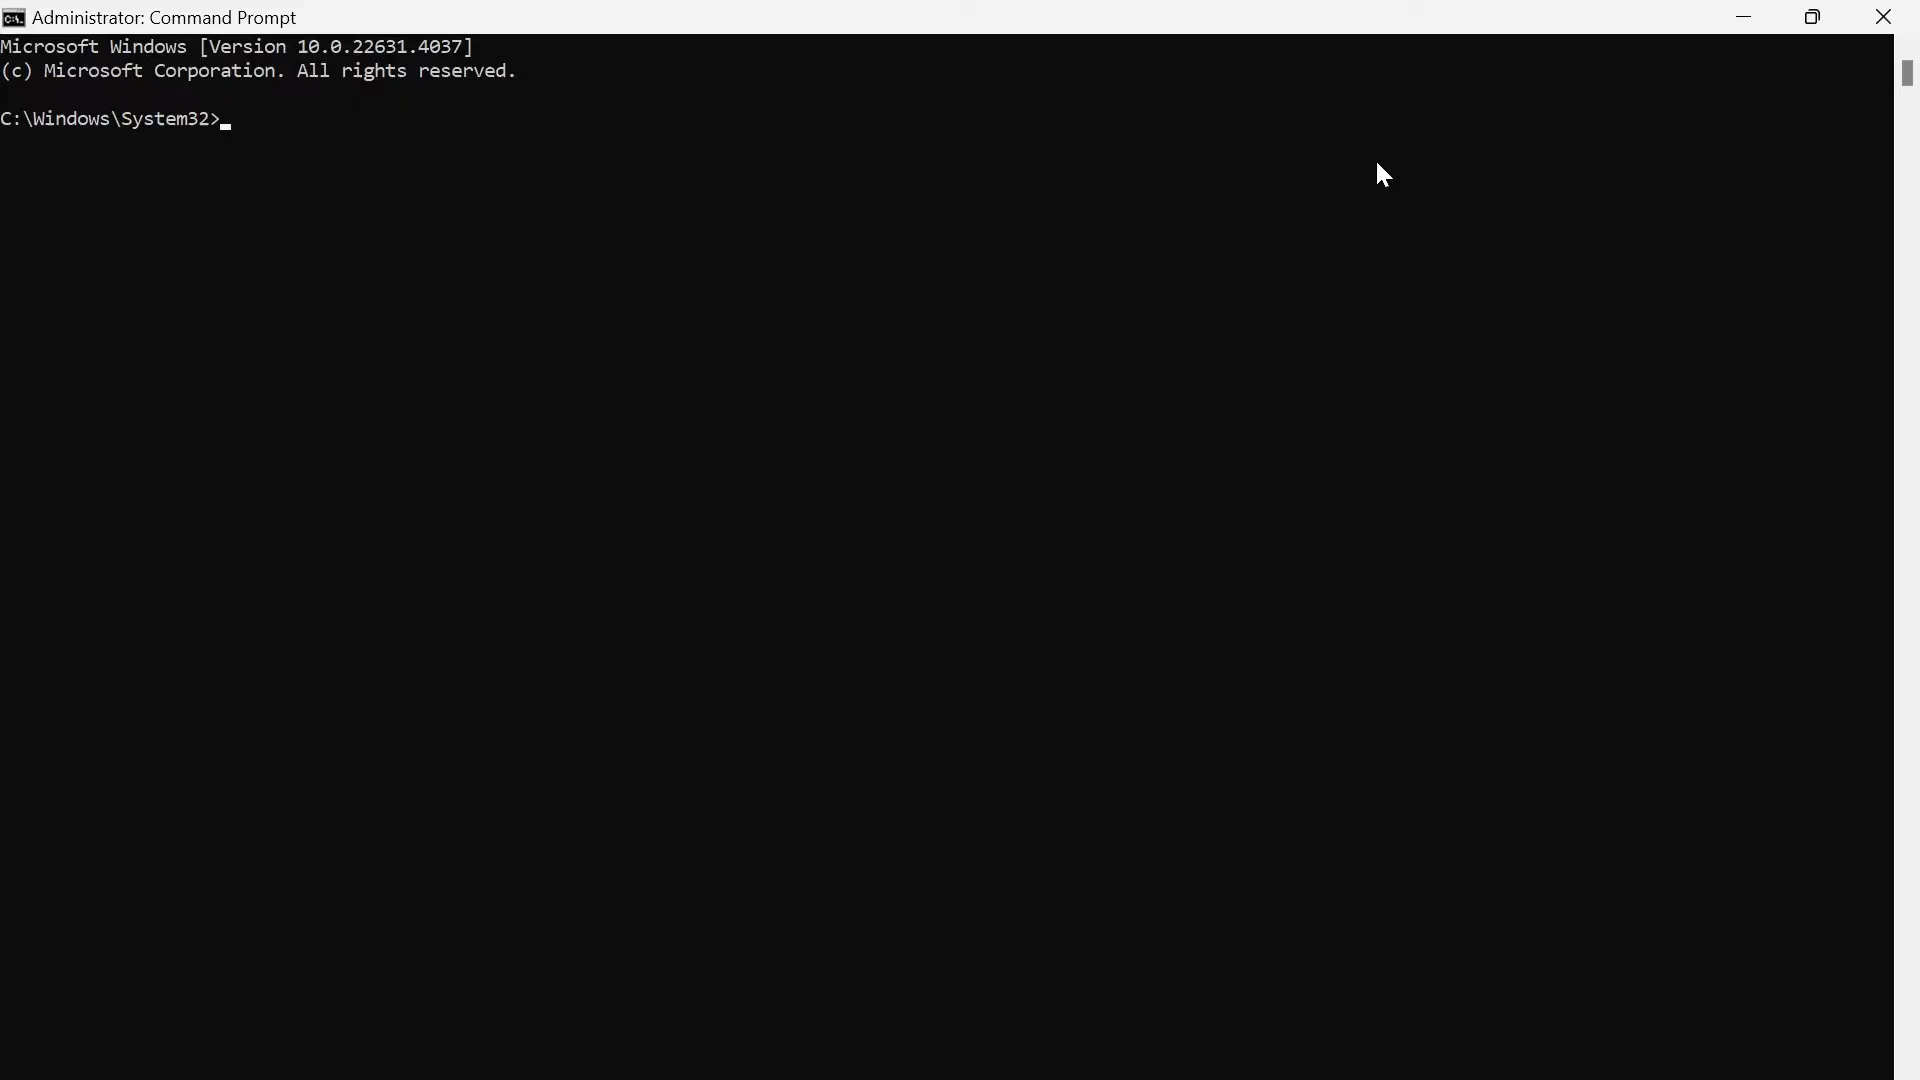 Administrator: Command Prompt
Microsoft Windows [Version 10.0.22631.4037]
(c) Microsoft Corporation. All rights reserved.
C:\Windows\System32>